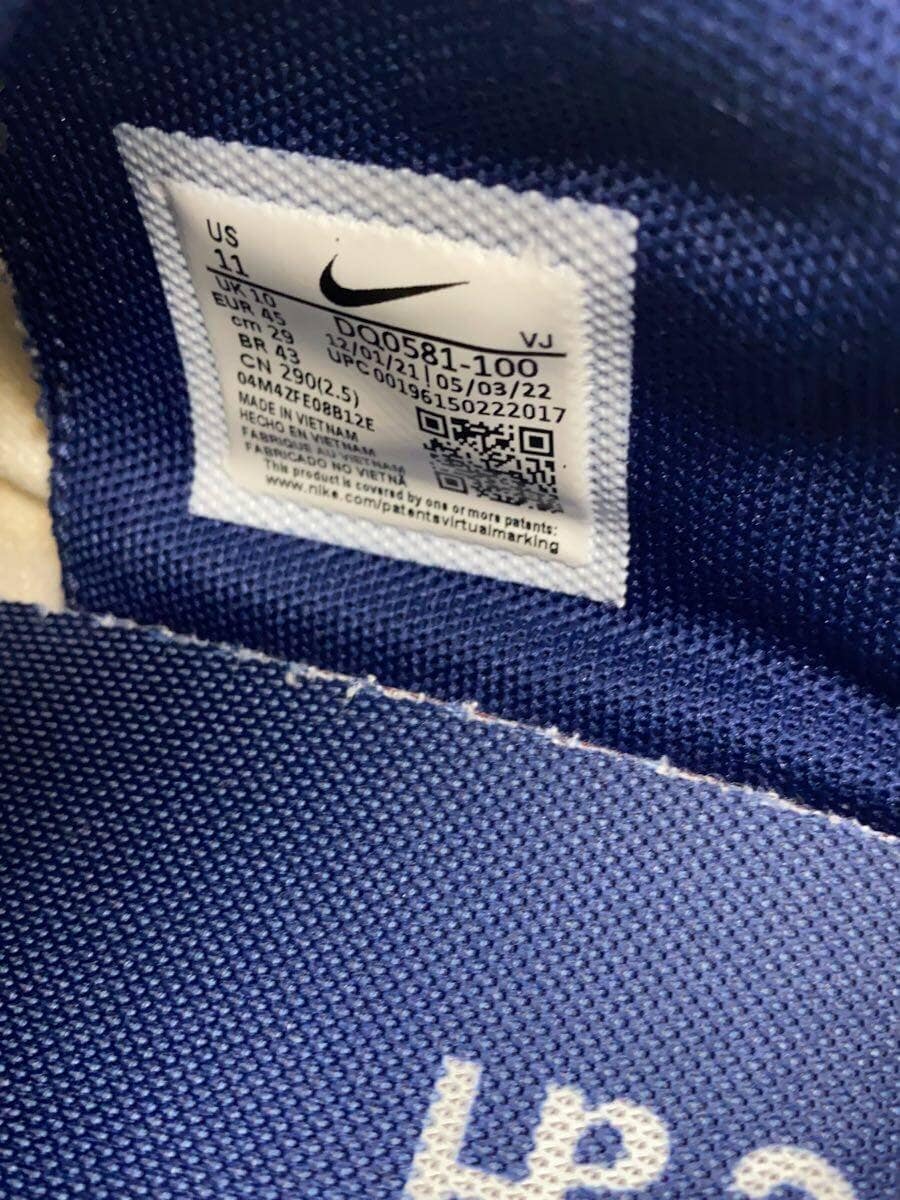 US
11
UK 10
EUR 45
cm 29
BR 43
CN 290(2.5)
VJ
DQ0581-100
12/01/21 | 05/03/22
UPC 00196150222017
04M4ZFE08B12E
MADE IN VIETNAM
HECHO EN VIETNAM
FABRIQUE AU VIETNAM
FABRICADO NO VIETNÃ
This product is covered by one or more patents:
www.nike.com/patentsvirtualmarking